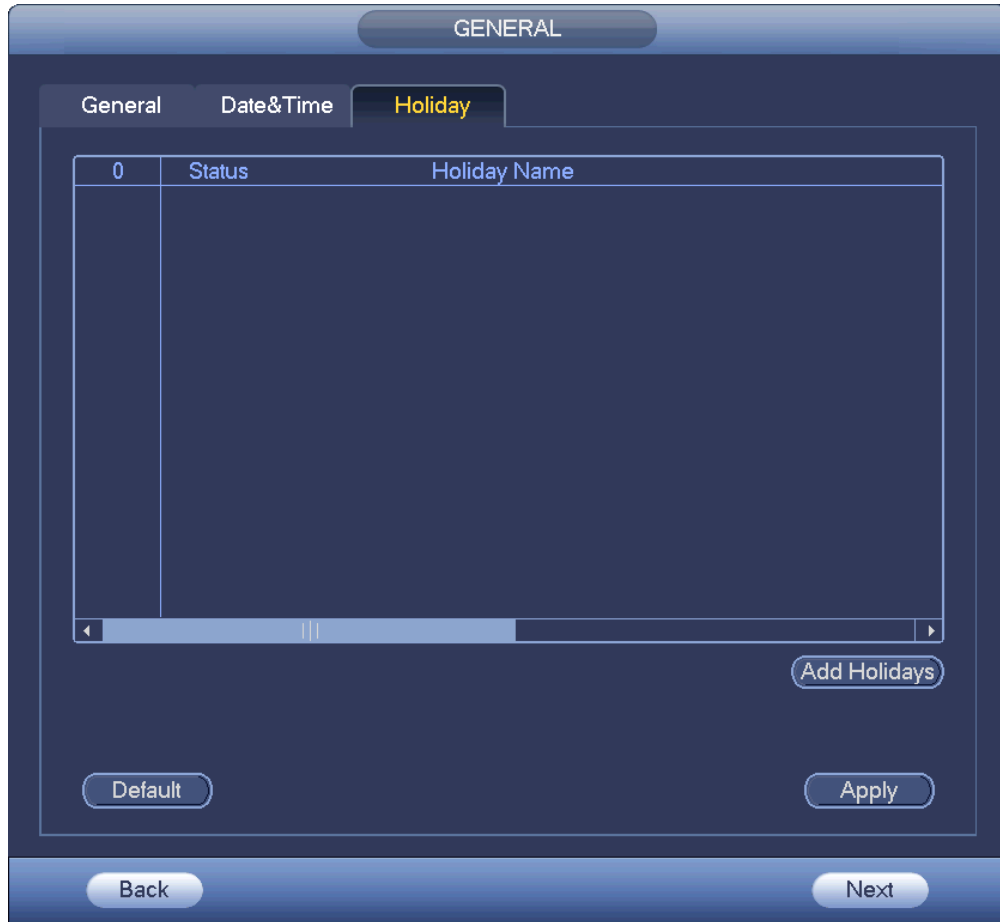 GENERAL
General Date&Time Holiday
0 Status Holiday Name
Add Holidays
Default Apply
Back Next